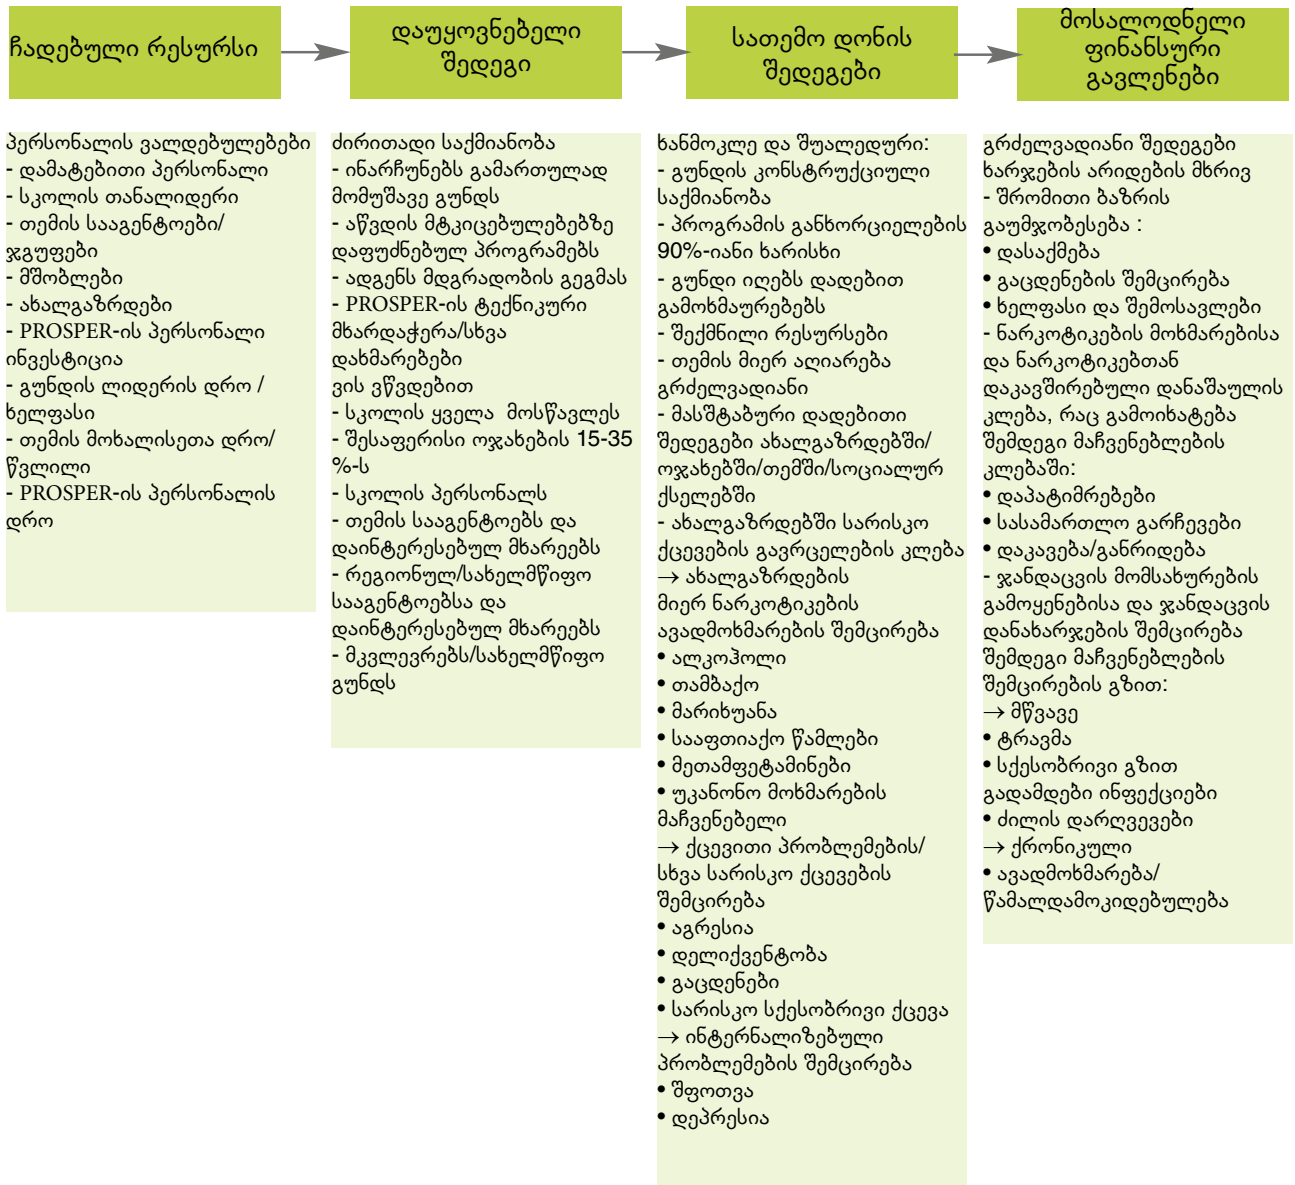 ჩადებული რესურსი
დაუყოვნებელი
შედეგი
სათემო დონის
შედეგები
მოსალოდნელი
ფინანსური
გავლენები
პერსონალის ვალდებულებები
- დამატებითი პერსონალი
- სკოლის თანალიდერი
- თემის სააგენტოები/
ჯგუფები
- მშობლები
- ახალგაზრდები
- PROSPER-ის პერსონალი
ინვესტიცია
- გუნდის ლიდერის დრო /
ხელფასი
- თემის მოხალისეთა დრო/
წვლილი
- PROSPER-ის პერსონალის
დრო
ძირითადი საქმიანობა
- ინარჩუნებს გამართულად
მომუშავე გუნდს
- აწვდის მტკიცებულებებზე
დაფუძნებულ პროგრამებს
- ადგენს მდგრადობის გეგმას
- PROSPER-ის ტექნიკური
მხარდაჭერა/სხვა
დახმარებები
ვის ვწვდებით
- სკოლის ყველა მოსწავლეს
- შესაფერისი ოჯახების 15-35
%-ს
- სკოლის პერსონალს
- თემის სააგენტოებს და
დაინტერესებულ მხარეებს
- რეგიონულ/სახელმწიფო
სააგენტოებსა და
დაინტერესებულ მხარეებს
- მკვლევრებს/სახელმწიფო
გუნდს
ხანმოკლე და შუალედური:
- გუნდის კონსტრუქციული
საქმიანობა
- პროგრამის განხორციელების
90%-იანი ხარისხი
- გუნდი იღებს დადებით
გამოხმაურებებს
- შექმნილი რესურსები
- თემის მიერ აღიარება
გრძელვადიანი
- მასშტაბური დადებითი
შედეგები ახალგაზრდებში/
ოჯახებში/თემში/სოციალურ
ქსელებში
- ახალგაზრდებში სარისკო
ქცევების გავრცელების კლება
→ ახალგაზრდების
მიერ ნარკოტიკების
ავადმოხმარების შემცირება
• ალკოჰოლი
• თამბაქო
• მარიხუანა
• სააფთიაქო წამლები
• მეთამფეტამინები
• უკანონო მოხმარების
მაჩვენებელი
→ ქცევითი პრობლემების/
სხვა სარისკო ქცევების
შემცირება
• აგრესია
• დელიქვენტობა
• გაცდენები
• სარისკო სქესობრივი ქცევა
→ ინტერნალიზებული
პრობლემების შემცირება
• შფოთვა
• დეპრესია
გრძელვადიანი შედეგები
ხარჯების არიდების მხრივ
- შრომითი ბაზრის
გაუმჯობესება :
• დასაქმება
• გაცდენების შემცირება
• ხელფასი და შემოსავლები
- ნარკოტიკების მოხმარებისა
და ნარკოტიკებთან
დაკავშირებული დანაშაულის
კლება, რაც გამოიხატება
შემდეგი მაჩვენებლების
კლებაში:
• დაპატიმრებები
• სასამართლო გარჩევები
• დაკავება/განრიდება
- ჯანდაცვის მომსახურების
გამოყენებისა და ჯანდაცვის
დანახარჯების შემცირება
შემდეგი მაჩვენებლების
შემცირების გზით:
→ მწვავე
• ტრავმა
• სქესობრივი გზით
გადამდები ინფექციები
• ძილის დარღვევები
→ ქრონიკული
• ავადმოხმარება/
წამალდამოკიდებულება